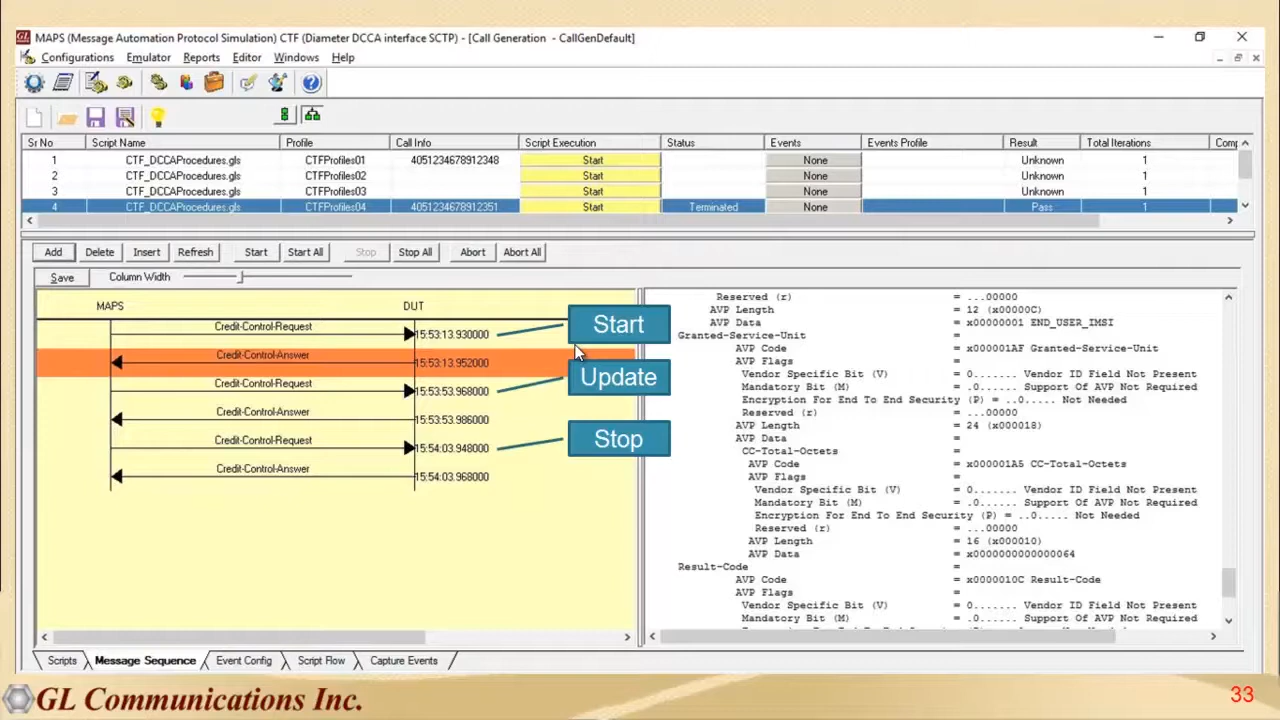 MAPS (Message Automation Protocol Simulation) CTF (Diameter DCCA interface SCTP) - [Call Generation - CallGenDefault]
Configurations Emulator Reports Editor Windows Help
Sr No Script Name Profile Call Info Script Execution Status Events Events Profile Result Total Iterations
1 CTF_DCCAProcedures.gls CTFProfiles01 4051234678912348 Start None Unknown 1
2 CTF_DCCAProcedures.gls CTFProfiles02 Start None Unknown 1
3 CTF_DCCAProcedures.gls CTFProfiles03 Start None Unknown 1
4 CTF_DCCAProcedures.gls CTFProfiles04 4051234678912351 Start Terminated None Pass 1
Add Delete Insert Refresh Start Start All Stop Stop All Abort Abort All
Save Column Width
MAPS DUT
Credit-Control-Request 15:53:13.930000 Start
Credit-Control-Answer 15:53:13.952000
Credit-Control-Request 15:53:53.968000 Update
Credit-Control-Answer 15:53:53.986000
Credit-Control-Request 15:54:03.948000 Stop
Credit-Control-Answer 15:54:03.968000
Reserved (r) = ...00000
AVP Length = 12 (x00000C)
AVP Data = x00000001 END_USER_IMSI
Granted-Service-Unit =
AVP Code = x000001AF Granted-Service-Unit
AVP Flags =
Vendor Specific Bit (V) = 0....... Vendor ID Field Not Present
Mandatory Bit (M) = .0...... Support Of AVP Not Required
Encryption For End To End Security (P) = ..0..... Not Needed
Reserved (r) = ...00000
AVP Length = 24 (x000018)
AVP Data =
CC-Total-Octets =
AVP Code = x000001A5 CC-Total-Octets
AVP Flags =
Vendor Specific Bit (V) = 0....... Vendor ID Field Not Present
Mandatory Bit (M) = .0...... Support Of AVP Not Required
Encryption For End To End Security (P) = ..0..... Not Needed
Reserved (r) = ...00000
AVP Length = 16 (x000010)
AVP Data = x0000000000000064
Result-Code =
AVP Code = x0000010C Result-Code
AVP Flags =
Vendor Specific Bit (V) = 0....... Vendor ID Field Not Present
Mandatory Bit (M) = .0...... Support Of AVP Not Required
Scripts Message Sequence Event Config Script Flow Capture Events
GL Communications Inc. 33